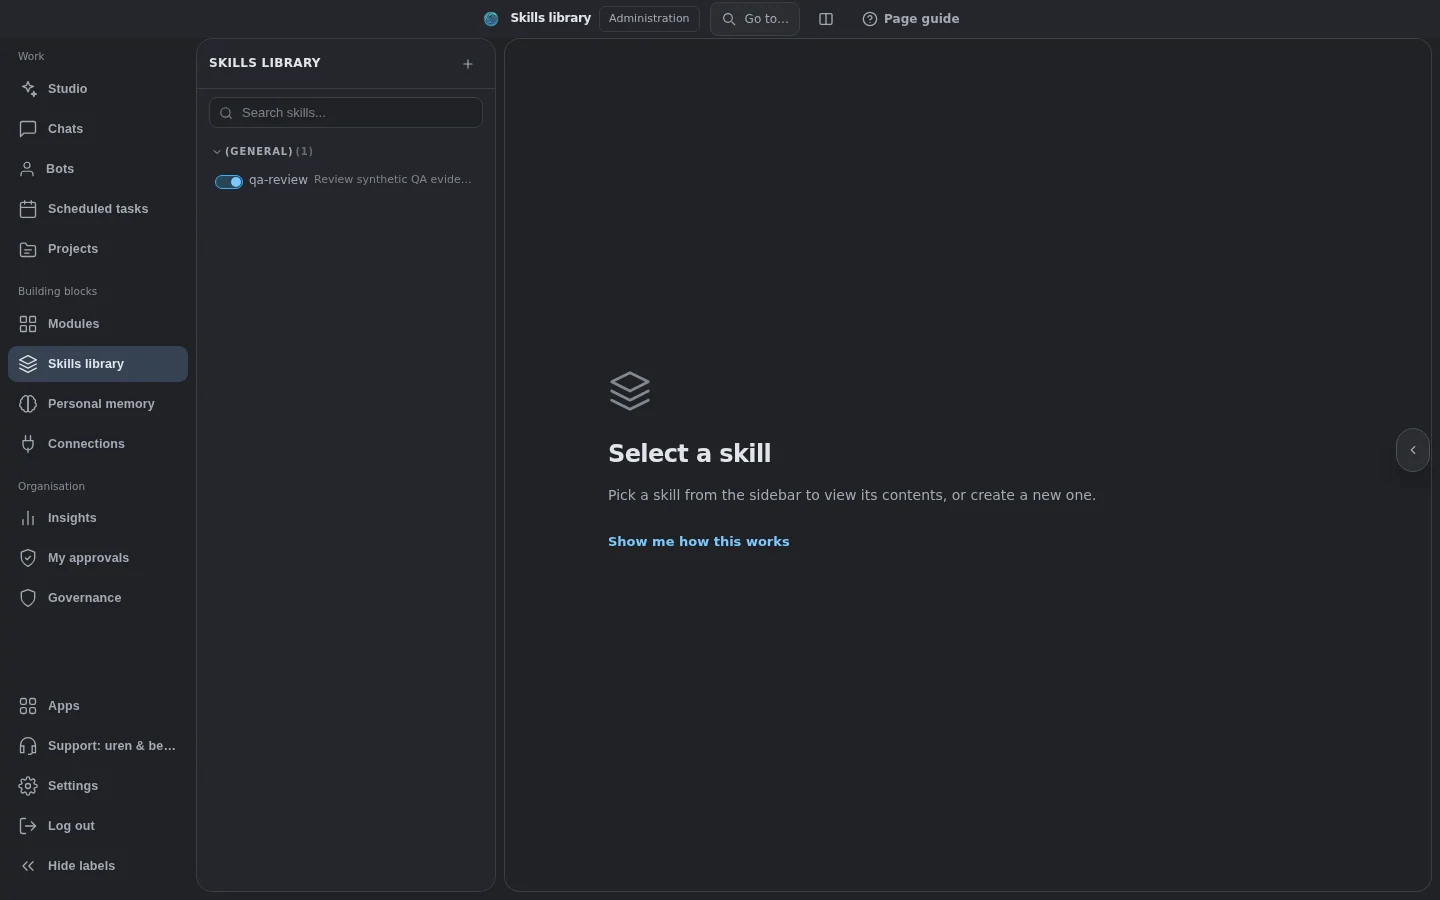 Skills library
Administration
Go to...
Page guide
Work
Studio
Chats
Bots
Scheduled tasks
Projects
Building blocks
Modules
Skills library
Personal memory
Connections
Organisation
Insights
My approvals
Governance
Apps
Support: uren & be...
Settings
Log out
Hide labels
SKILLS LIBRARY
Search skills...
(GENERAL) (1)
qa-review Review synthetic QA evide...
Select a skill
Pick a skill from the sidebar to view its contents, or create a new one.
Show me how this works